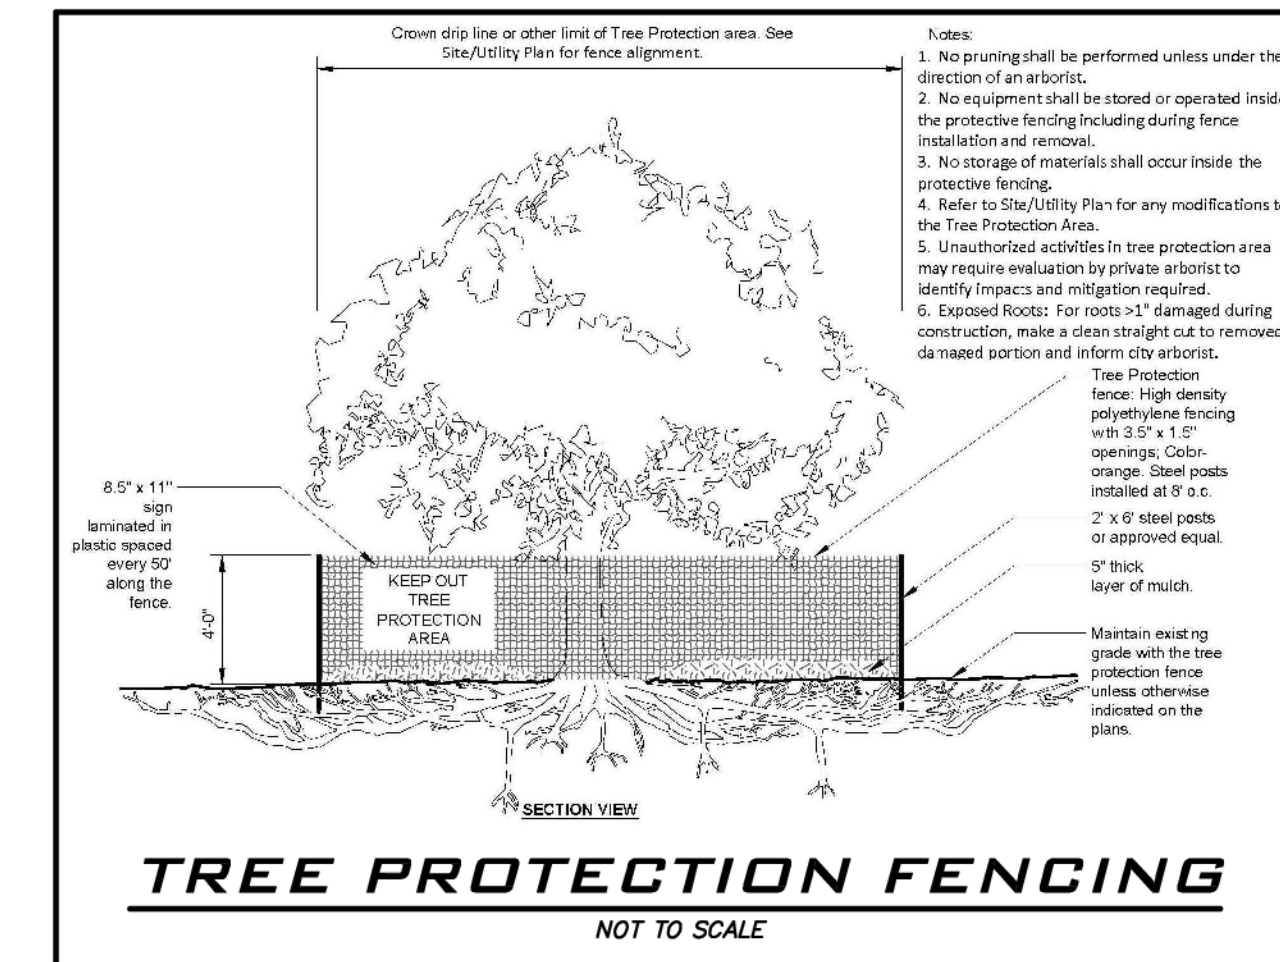 Crown drip line or other limit of Tree Protection area. See
Site/Utility Plan for fence alignment.
Notes:
1. No pruning shall be performed unless under the
direction of an arborist.
2. No equipment shall be stored or operated inside
the protective fencing including during fence
installation and removal.
3. No storage of materials shall occur inside the
protective fencing.
4. Refer to Site/Utility Plan for any modifications to
the Tree Protection Area.
5. Unauthorized activities in tree protection area
may require evaluation by private arborist to
identify impacts and mitigation required.
6. Exposed Roots: For roots >1" damaged during
construction, make a clean straight cut to removed
damaged portion and inform city arborist.
Tree Protection
fence: High density
polyethylene fencing
with 3.5" x 1.5"
openings; Color-
orange. Steel posts
installed at 8' o.c.
2' x 6' steel posts
or approved equal.
5" thick
layer of mulch.
Maintain existing
grade with the tree
protection fence
unless otherwise
indicated on the
plans.
8.5" x 11"
sign
laminated in
plastic spaced
every 50'
along the
fence.
4'-0"
KEEP OUT
TREE
PROTECTION
AREA
SECTION VIEW
TREE PROTECTION FENCING
NOT TO SCALE